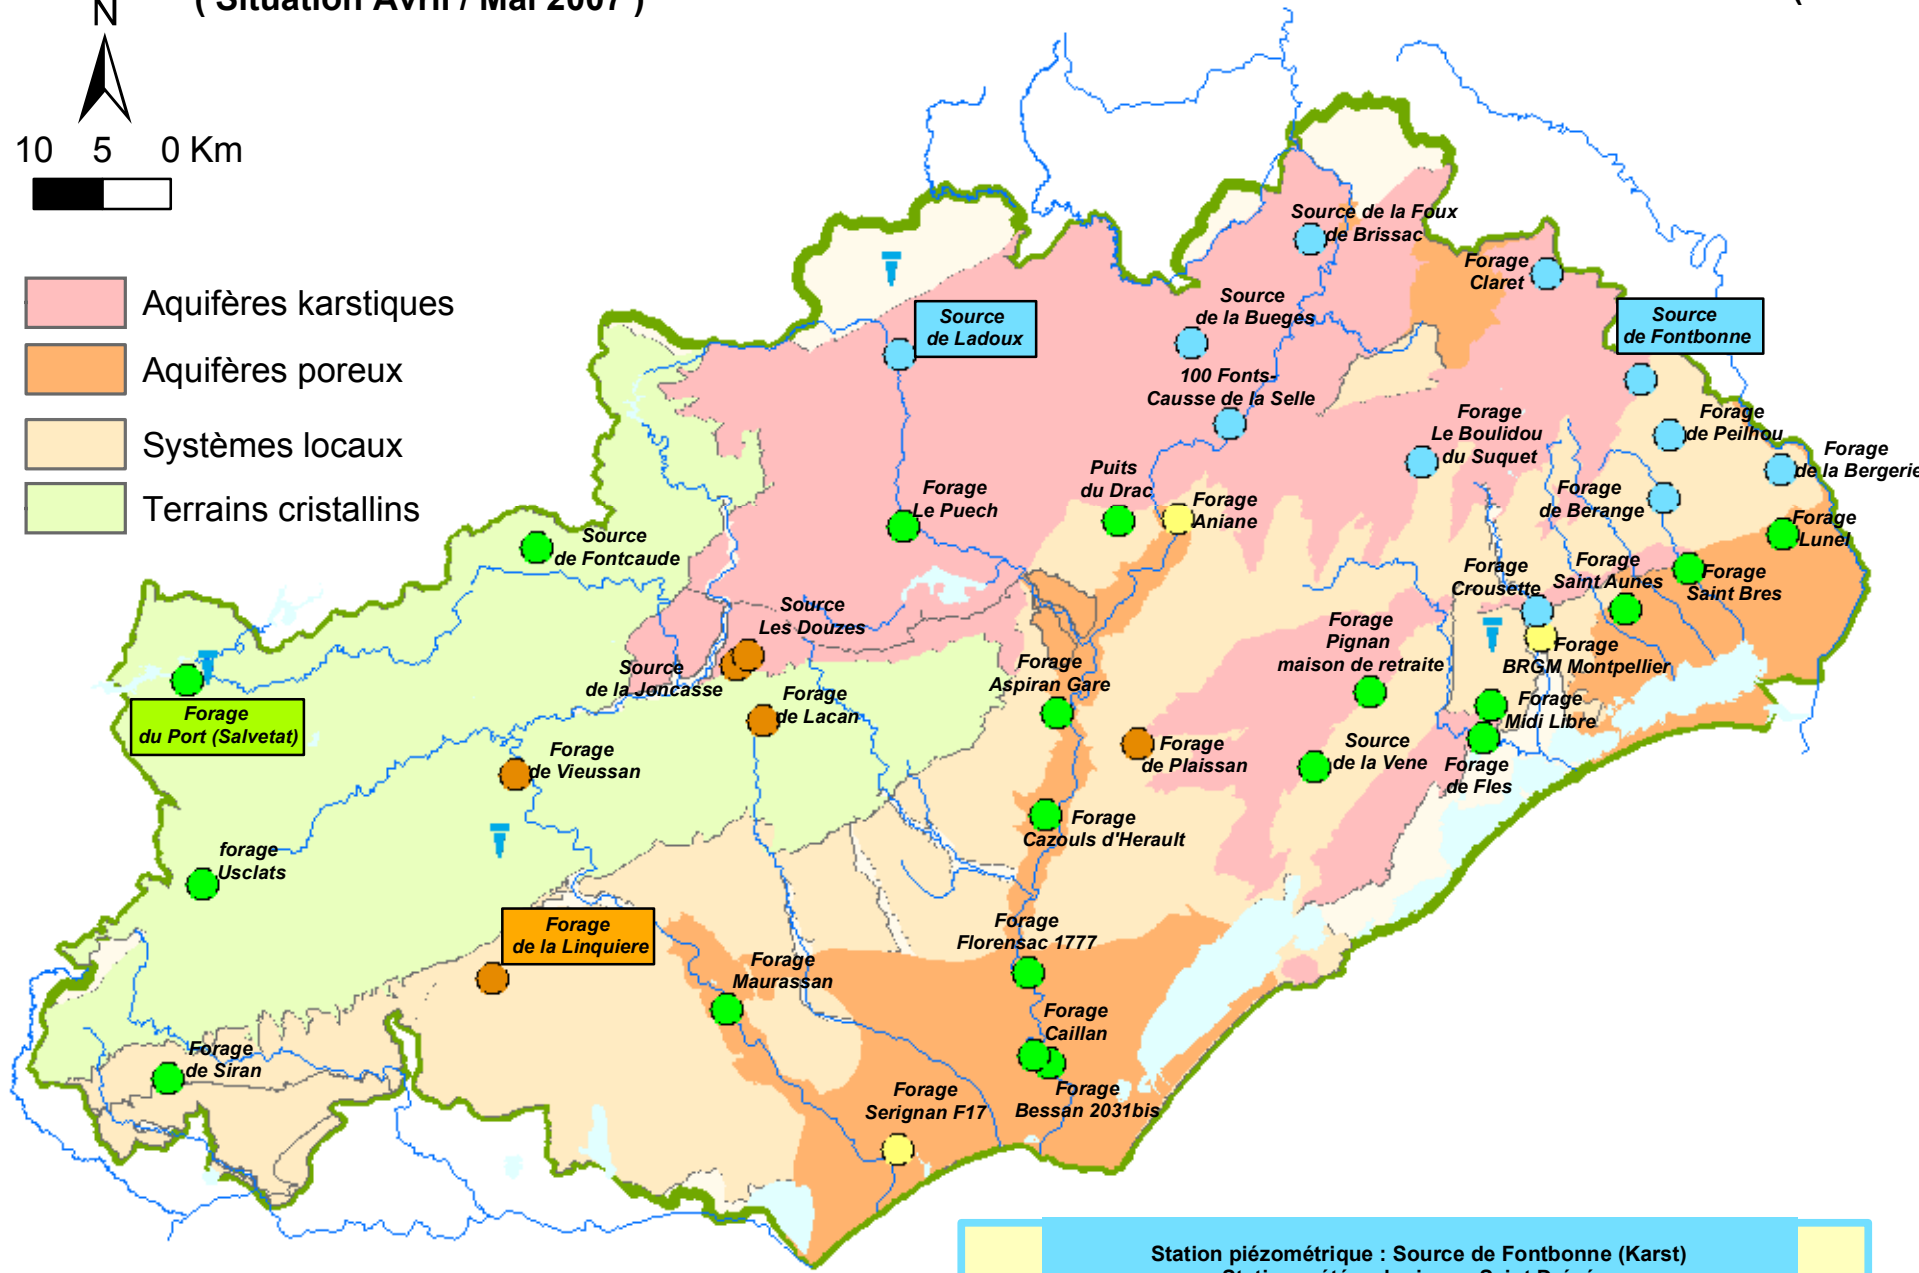 ( Situation Avril / Mai 2007 )
(
N
10 5 0 Km
Aquifères karstiques
Aquifères poreux
Systèmes locaux
Terrains cristallins
Source de la Foux
de Brissac
Forage
Claret
Source
de la Bueges
Source
de Ladoux
Source
de Fontbonne
100 Fonts-
Causse de la Selle
Forage
Le Boulidou
du Suquet
Forage
de Peilhou
Forage
de la Bergerie
Puits
du Drac
Forage
Le Puech
Forage
Aniane
Forage
de Berange
Forage
Lunel
Source
de Fontcaude
Forage
Crousette
Forage
Saint Aunes
Forage
Saint Bres
Source
Les Douzes
Forage
Pignan
maison de retraite
Forage
BRGM Montpellier
Source
de la Joncasse
Forage
Aspiran Gare
Forage
de Lacan
Forage
Midi Libre
Forage
du Port (Salvetat)
Forage
de Vieussan
Forage
de Plaissan
Source
de la Vene
Forage
de Fles
Forage
Cazouls d'Herault
forage
Usclats
Forage
de la Linquiere
Forage
Florensac 1777
Forage
Maurassan
Forage
Caillan
Forage
de Siran
Forage
Serignan F17
Forage
Bessan 2031bis
Station piézométrique : Source de Fontbonne (Karst)